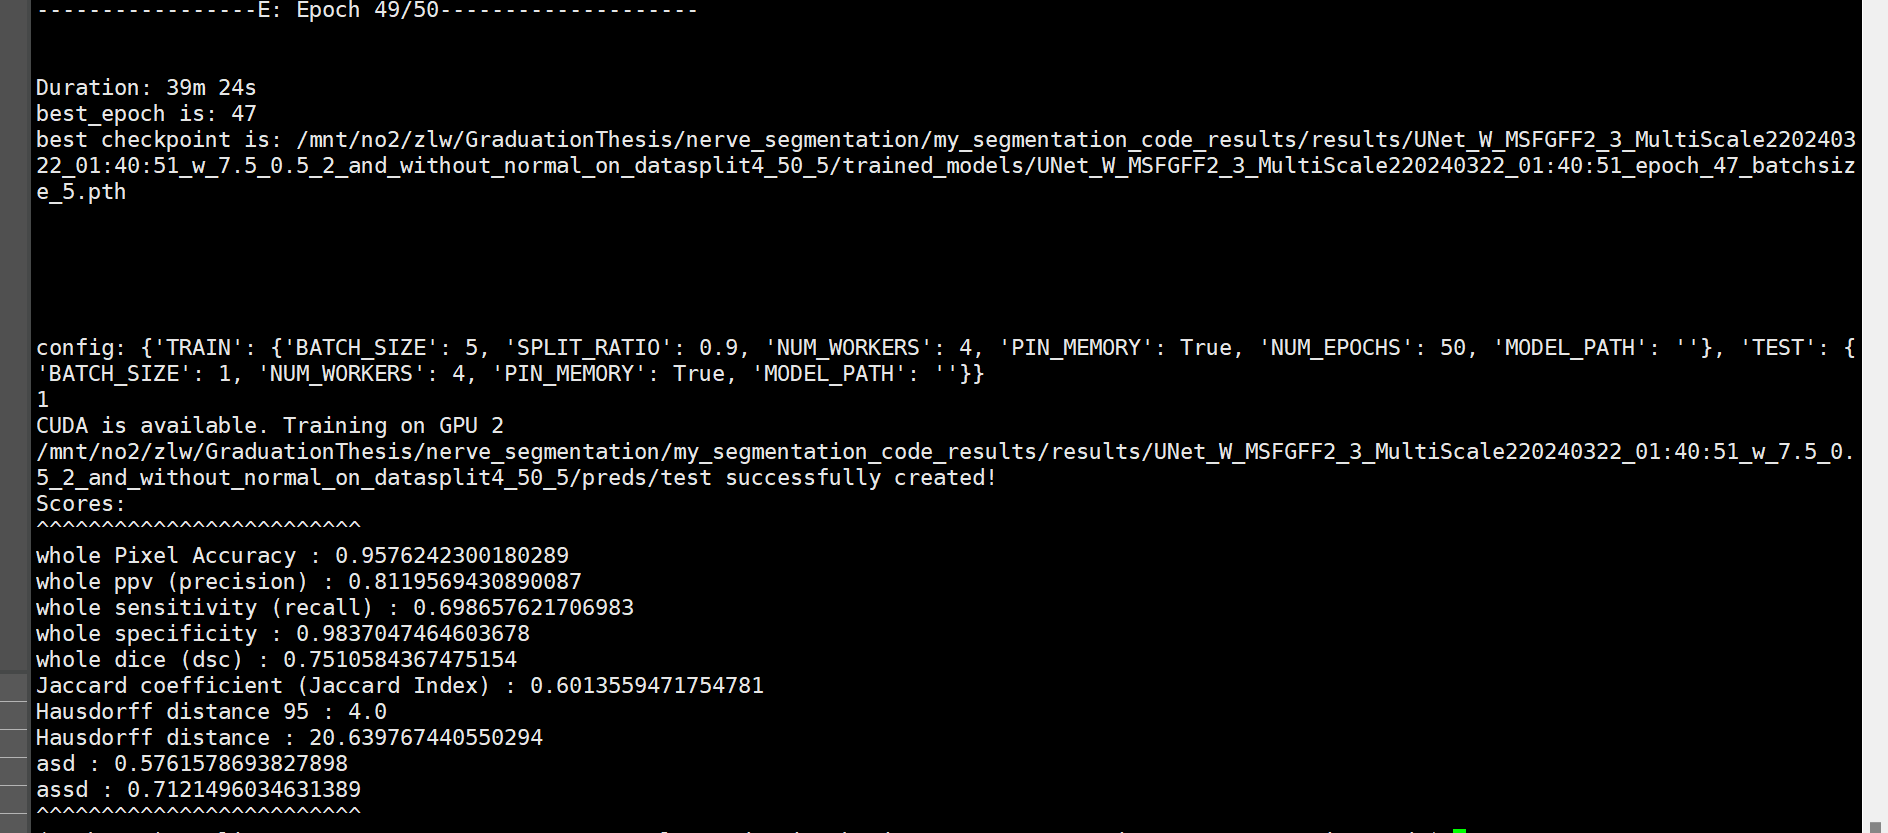 -----------------E: Epoch 49/50--------------------
Duration: 39m 24s
best_epoch is: 47
best checkpoint is: /mnt/no2/zlw/GraduationThesis/nerve_segmentation/my_segmentation_code_results/results/UNet_W_MSFGFF2_3_MultiScale2202403
22_01:40:51_w_7.5_0.5_2_and_without_normal_on_datasplit4_50_5/trained_models/UNet_W_MSFGFF2_3_MultiScale220240322_01:40:51_epoch_47_batchsiz
e_5.pth
config: {'TRAIN': {'BATCH_SIZE': 5, 'SPLIT_RATIO': 0.9, 'NUM_WORKERS': 4, 'PIN_MEMORY': True, 'NUM_EPOCHS': 50, 'MODEL_PATH': ''}, 'TEST': {
'BATCH_SIZE': 1, 'NUM_WORKERS': 4, 'PIN_MEMORY': True, 'MODEL_PATH': ''}}
1
CUDA is available. Training on GPU 2
/mnt/no2/zlw/GraduationThesis/nerve_segmentation/my_segmentation_code_results/results/UNet_W_MSFGFF2_3_MultiScale220240322_01:40:51_w_7.5_0.
5_2_and_without_normal_on_datasplit4_50_5/preds/test successfully created!
Scores:
^^^^^^^^^^^^^^^^^^^^^^^^^
whole Pixel Accuracy : 0.9576242300180289
whole ppv (precision) : 0.8119569430890087
whole sensitivity (recall) : 0.698657621706983
whole specificity : 0.9837047464603678
whole dice (dsc) : 0.7510584367475154
Jaccard coefficient (Jaccard Index) : 0.6013559471754781
Hausdorff distance 95 : 4.0
Hausdorff distance : 20.639767440550294
asd : 0.5761578693827898
assd : 0.7121496034631389
^^^^^^^^^^^^^^^^^^^^^^^^^